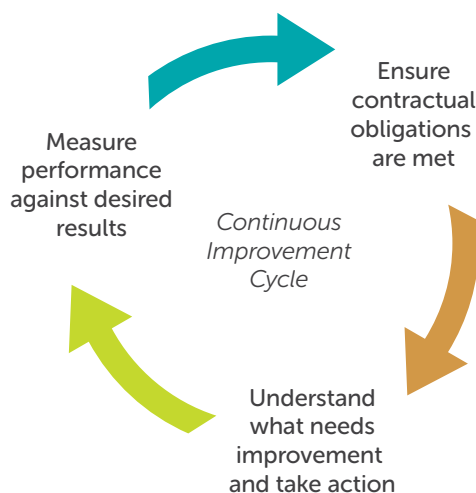 Ensure
contractual
obligations
are met
Measure
performance
against desired
results
Continuous
Improvement
Cycle
Understand
what needs
improvement
and take action